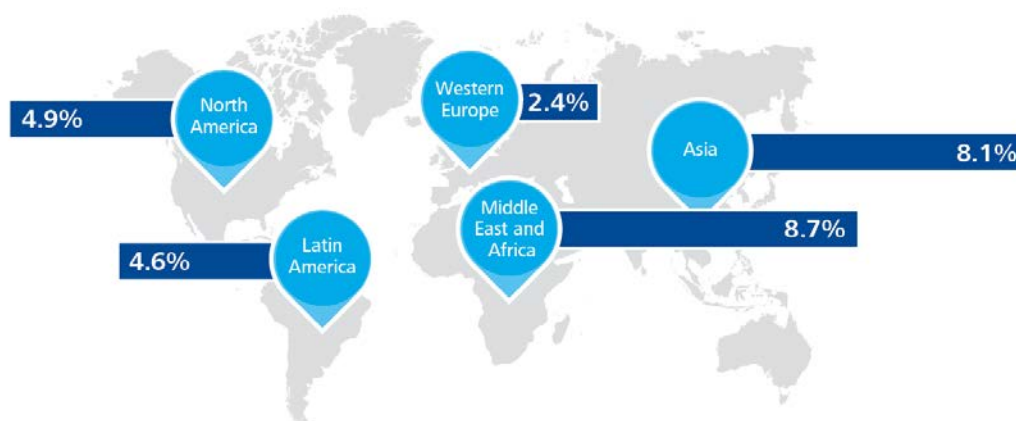 4.9%
North
America
Western
Europe
2.4%
Asia
8.1%
4.6%
Latin
America
Middle
East and
Africa
8.7%